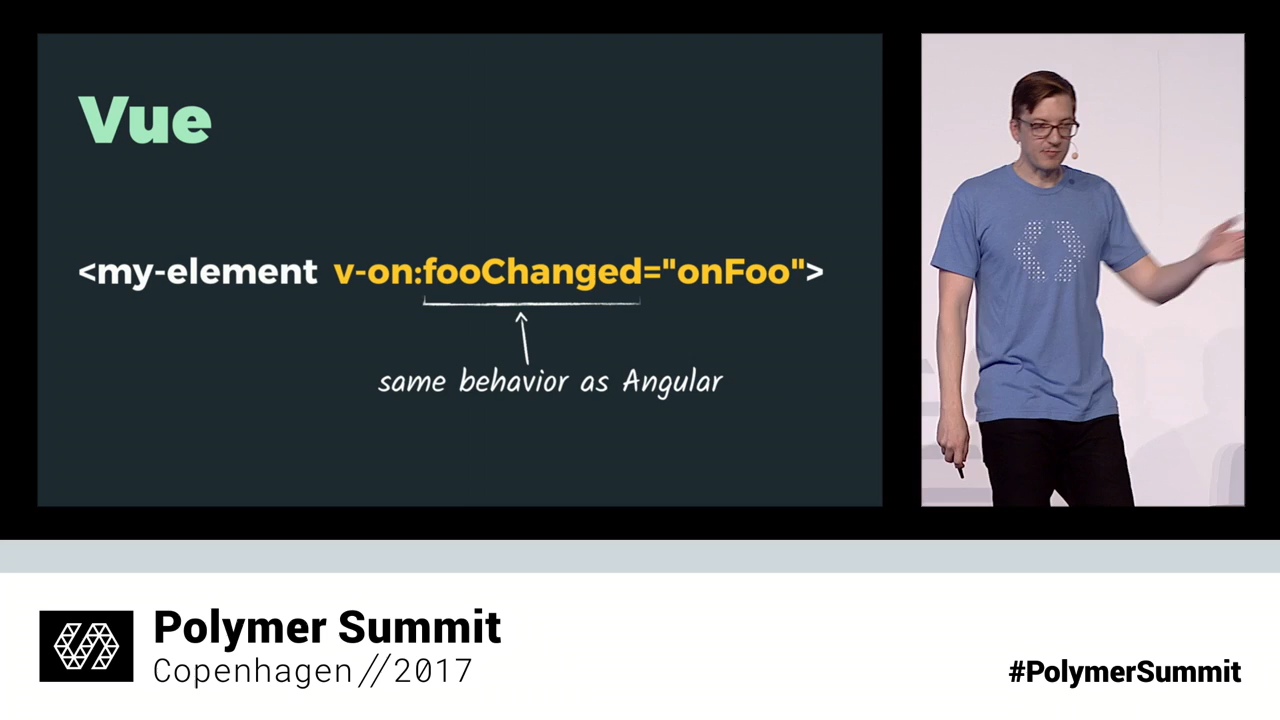 Vue
<my-element v-on:fooChanged="onFoo">
same behavior as Angular
Polymer Summit
Copenhagen//2017
#PolymerSummit